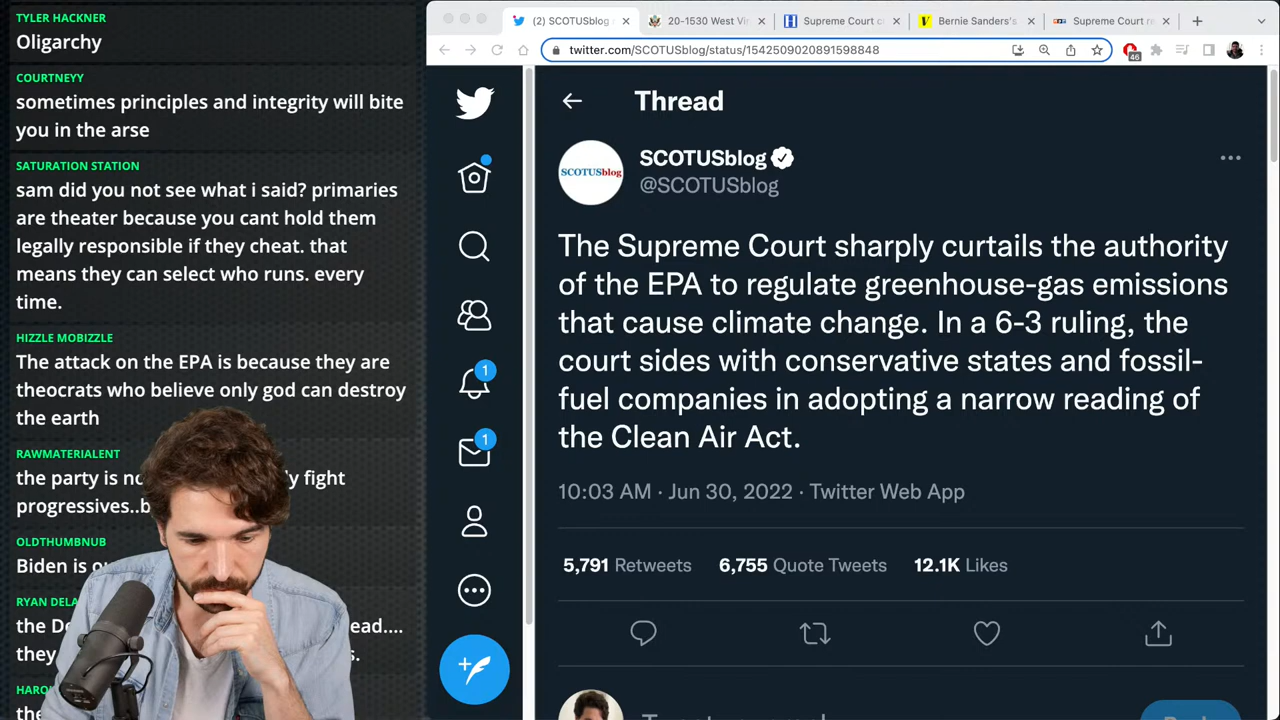 TYLER HACKNER
Oligarchy
COURTNEYY
sometimes principles and integrity will bite
you in the arse
SATURATION STATION
sam did you not see what i said? primaries
are theater because you cant hold them
legally responsible if they cheat. that
means they can select who runs. every
time.
HIZZLE MOBIZZLE
The attack on the EPA is because they are
theocrats who believe only god can destroy
the earth
RAWMATERIALENT
the party is
fight
progressives..
OLDTHUMBNUB
Biden is
RYAN
the
ead....
they
s.
the
(2) SCOTUSblog
20-1530 West Vir
Supreme Court c
Bernie Sanders's
Supreme Court re
twitter.com/SCOTUSblog/status/1542509020891598848
46
1
1
Thread
SCOTUSblog
SCOTUSblog
@SCOTUSblog
The Supreme Court sharply curtails the authority
of the EPA to regulate greenhouse-gas emissions
that cause climate change. In a 6-3 ruling, the
court sides with conservative states and fossil-
fuel companies in adopting a narrow reading of
the Clean Air Act.
10:03 AM · Jun 30, 2022 · Twitter Web App
5,791 Retweets 6,755 Quote Tweets 12.1K Likes